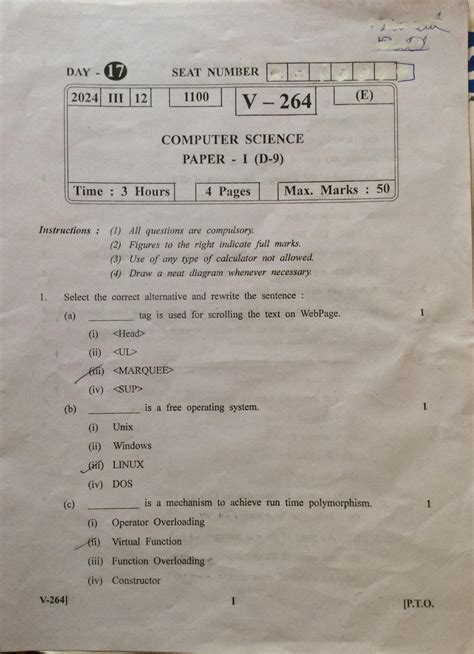 DAY - 17 SEAT NUMBER
2024 III 12 1100 V – 264 (E)
COMPUTER SCIENCE
PAPER - I (D-9)
Time : 3 Hours 4 Pages Max. Marks : 50
Instructions : (1) All questions are compulsory.
(2) Figures to the right indicate full marks.
(3) Use of any type of calculator not allowed.
(4) Draw a neat diagram whenever necessary.
1. Select the correct alternative and rewrite the sentence :
(a) ________ tag is used for scrolling the text on WebPage. 1
(i) <Head>
(ii) <UL>
(iii) <MARQUEE>
(iv) <SUP>
(b) ________ is a free operating system. 1
(i) Unix
(ii) Windows
(iii) LINUX
(iv) DOS
(c) ________ is a mechanism to achieve run time polymorphism. 1
(i) Operator Overloading
(ii) Virtual Function
(iii) Function Overloading
(iv) Constructor
V-264] 1 [P.T.O.